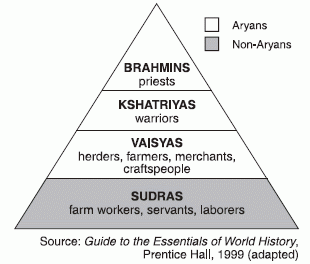 Aryans
Non-Aryans
BRAHMINS
priests
KSHATRIYAS
warriors
VAISYAS
herders, farmers, merchants,
craftspeople
SUDRAS
farm workers, servants, laborers
Source: Guide to the Essentials of World History,
Prentice Hall, 1999 (adapted)